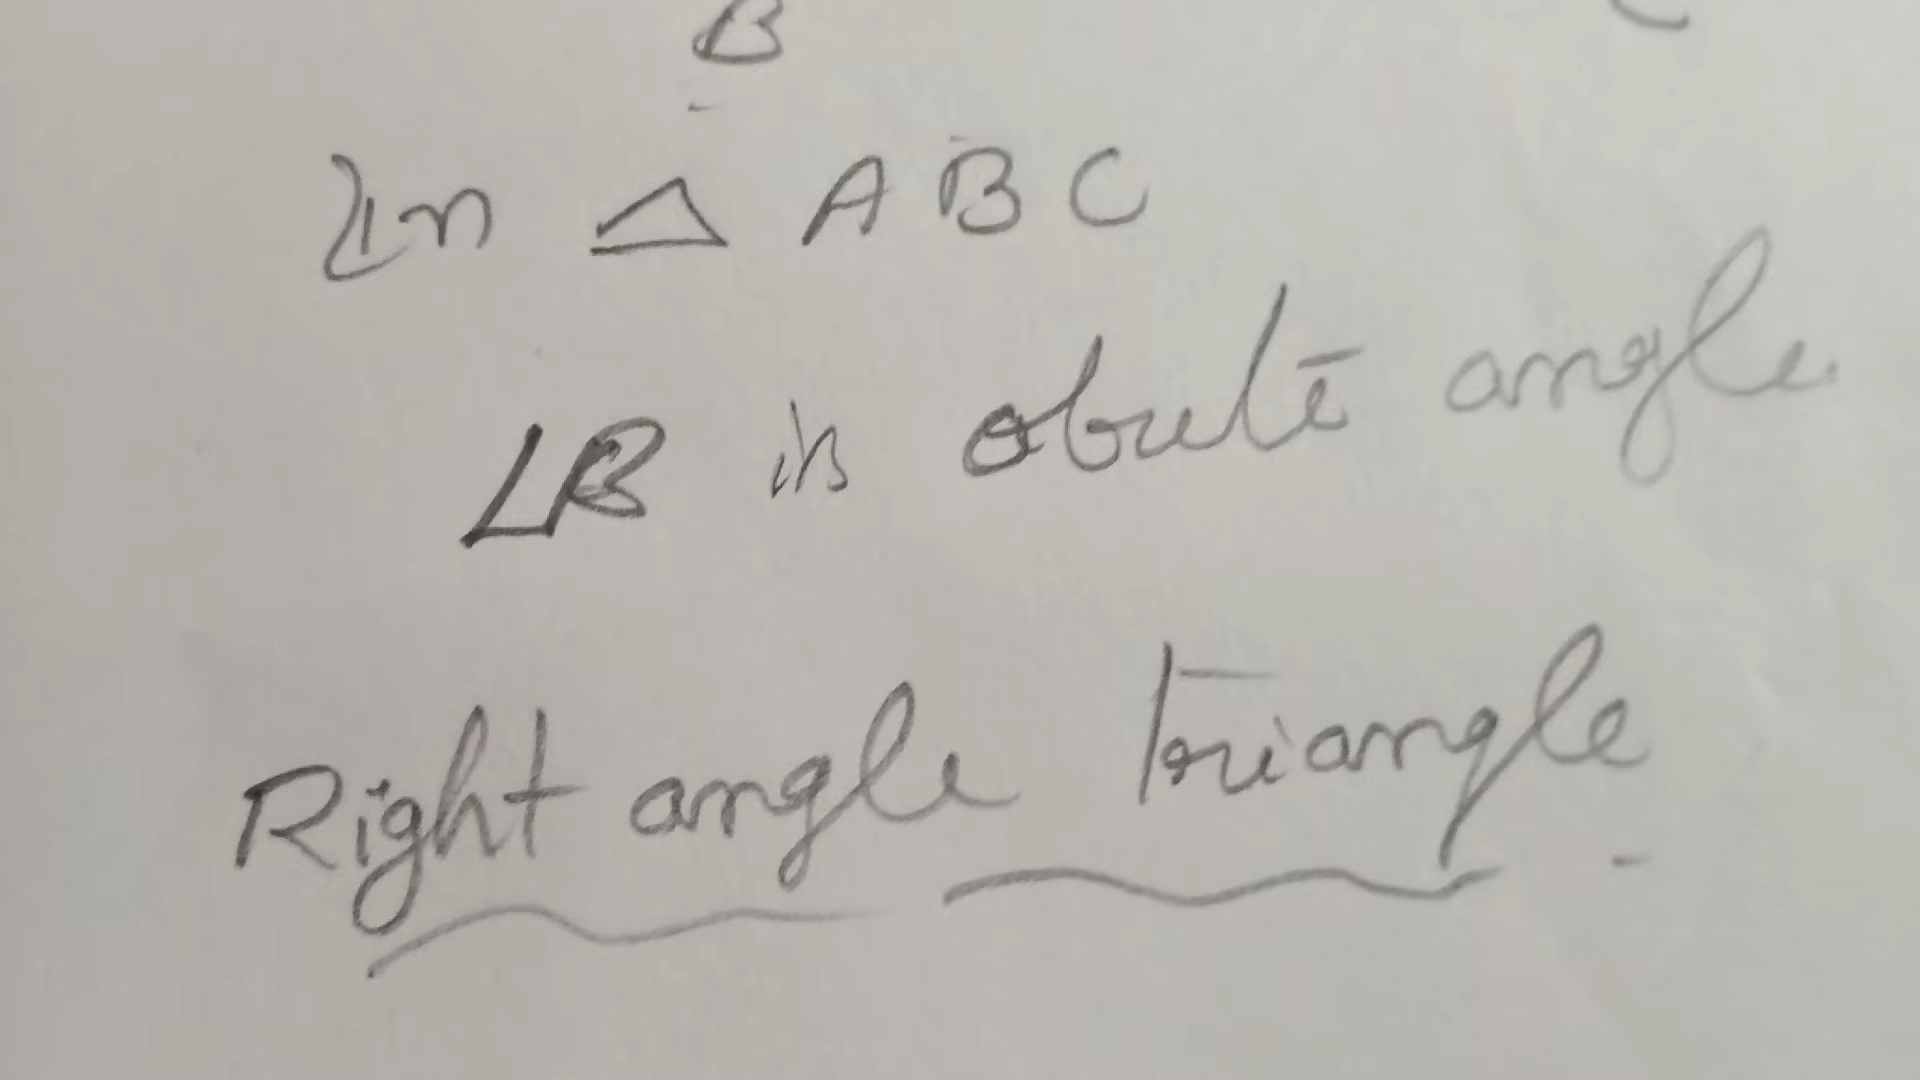 B
In △ ABC
∠B is obute angle
Right angle triangle